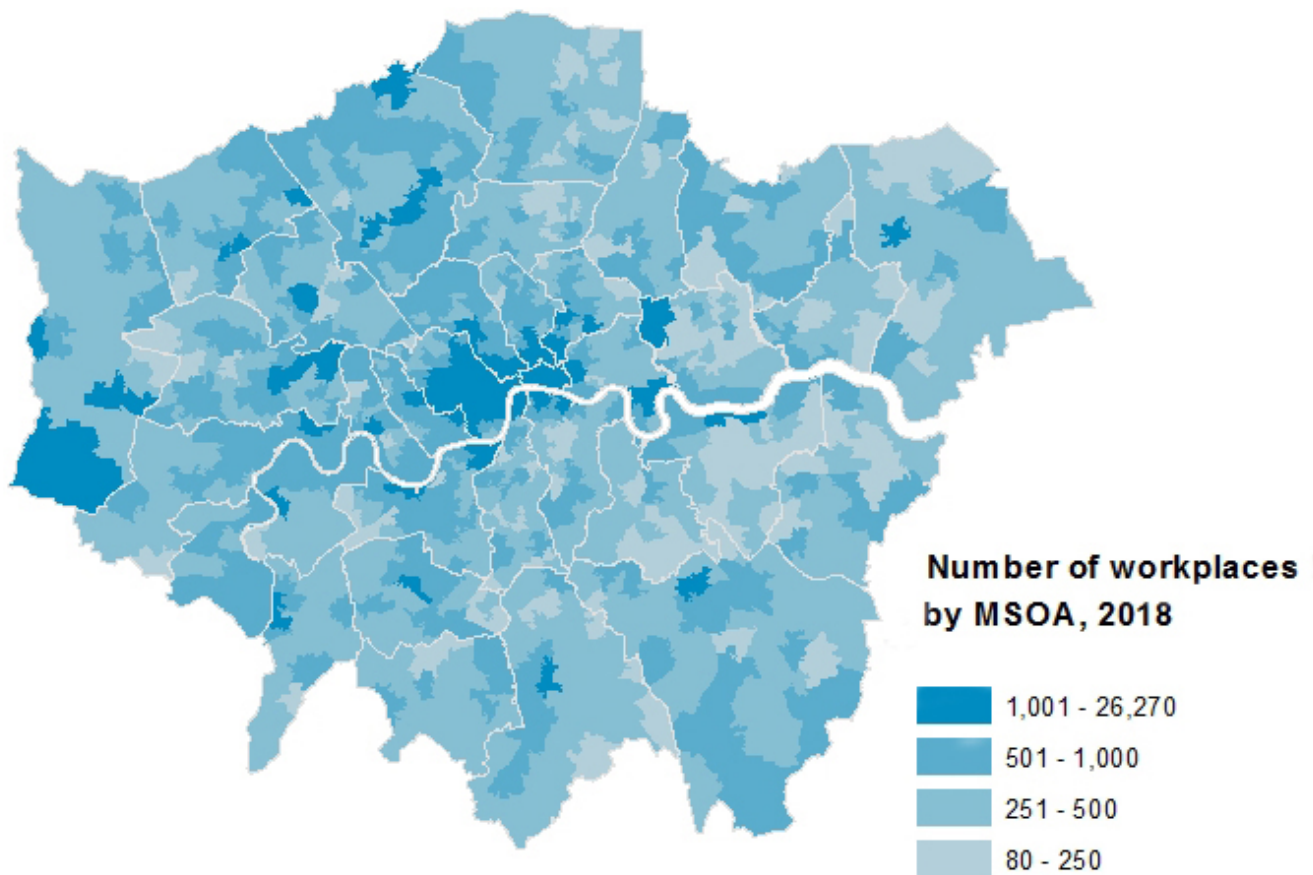 Number of workplaces
by MSOA, 2018
1,001 - 26,270
501 - 1,000
251 - 500
80 - 250